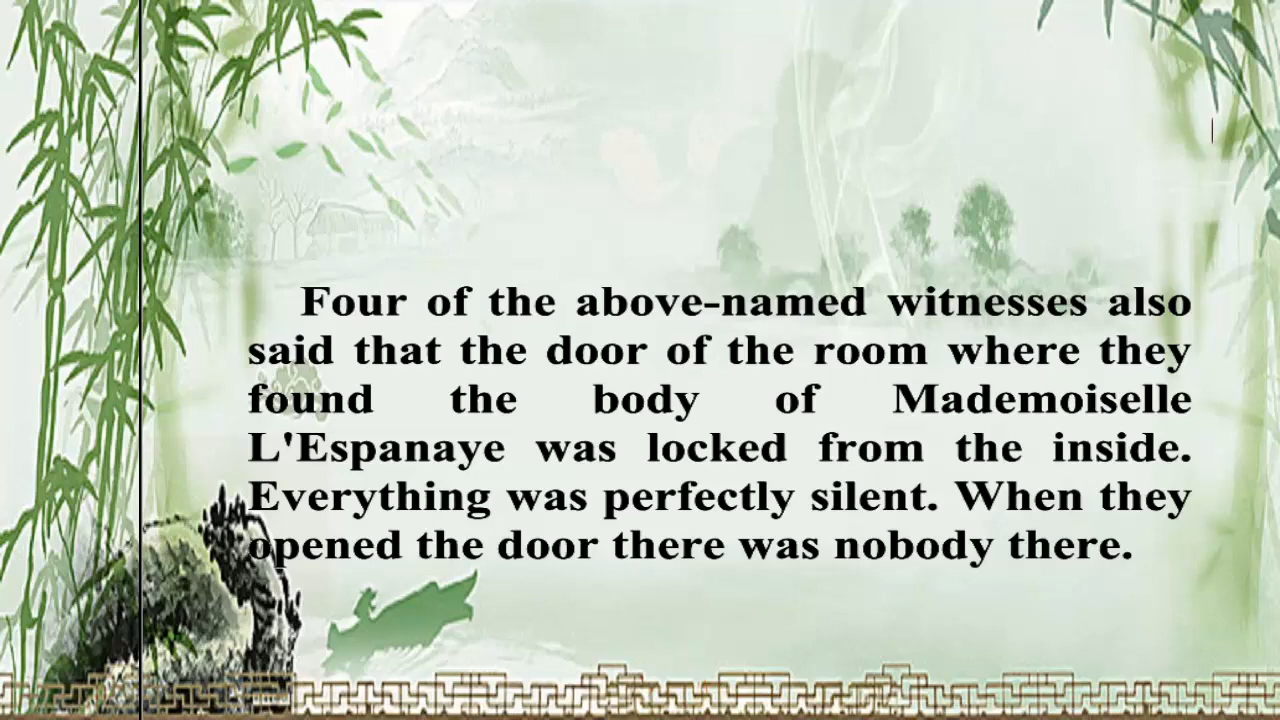 Four of the above-named witnesses also
said that the door of the room where they
found the body of Mademoiselle
L'Espanaye was locked from the inside.
Everything was perfectly silent. When they
opened the door there was nobody there.